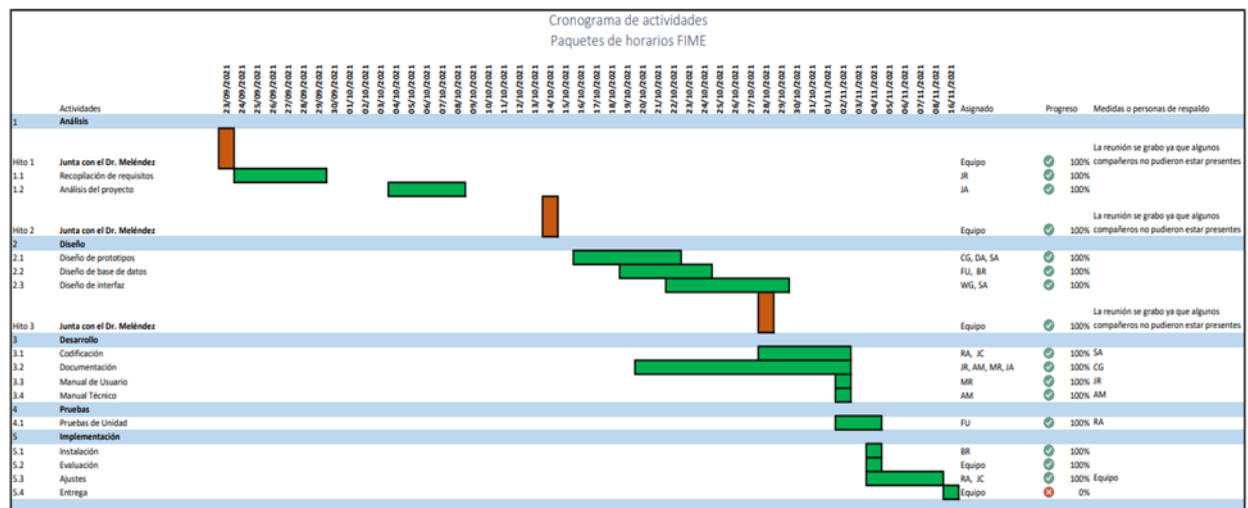 Cronograma de actividades
Paquetes de horarios FIME
Actividades 23/09/2021 24/09/2021 25/09/2021 26/09/2021 27/09/2021 28/09/2021 29/09/2021 30/09/2021 01/10/2021 02/10/2021 03/10/2021 04/10/2021 05/10/2021 06/10/2021 07/10/2021 08/10/2021 09/10/2021 10/10/2021 11/10/2021 12/10/2021 13/10/2021 14/10/2021 15/10/2021 16/10/2021 17/10/2021 18/10/2021 19/10/2021 20/10/2021 21/10/2021 22/10/2021 23/10/2021 24/10/2021 25/10/2021 26/10/2021 27/10/2021 28/10/2021 29/10/2021 30/10/2021 31/10/2021 01/11/2021 02/11/2021 03/11/2021 04/11/2021 05/11/2021 06/11/2021 07/11/2021 08/11/2021 16/11/2021 Asignado Progreso Medidas o personas de respaldo
1 Análisis
La reunión se grabo ya que algunos
Hito 1 Junta con el Dr. Meléndez Equipo 100% compañeros no pudieron estar presentes
1.1 Recopilación de requisitos JR 100%
1.2 Análisis del proyecto JA 100%
La reunión se grabo ya que algunos
Hito 2 Junta con el Dr. Meléndez Equipo 100% compañeros no pudieron estar presentes
2 Diseño
2.1 Diseño de prototipos CG, DA, SA 100%
2.2 Diseño de base de datos FU, BR 100%
2.3 Diseño de interfaz WG, SA 100%
La reunión se grabo ya que algunos
Hito 3 Junta con el Dr. Meléndez Equipo 100% compañeros no pudieron estar presentes
3 Desarrollo
3.1 Codificación RA, JC 100% SA
3.2 Documentación JR, AM, MR, JA 100% CG
3.3 Manual de Usuario MR 100% JR
3.4 Manual Técnico AM 100% AM
4 Pruebas
4.1 Pruebas de Unidad FU 100% RA
5 Implementación
5.1 Instalación BR 100%
5.2 Evaluación Equipo 100%
5.3 Ajustes RA, JC 100% Equipo
5.4 Entrega Equipo 0%